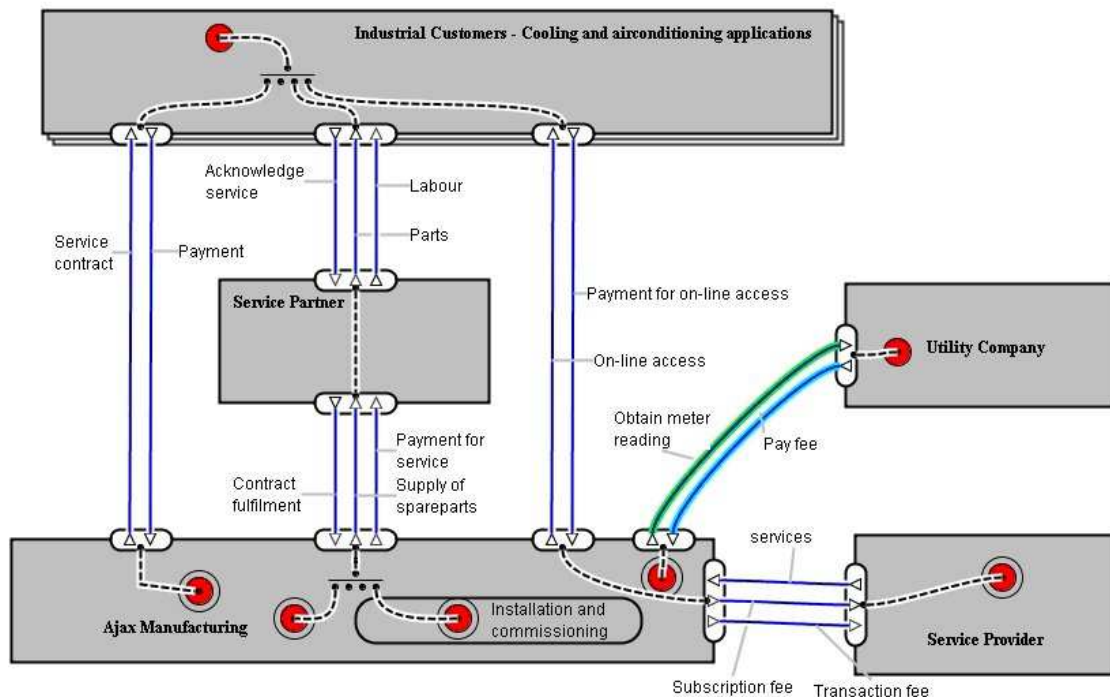 Industrial Customers - Cooling and airconditioning applications
Acknowledge
service
Labour
Parts
Service
contract
Payment
Service Partner
Payment for on-line access
On-line access
Utility Company
Obtain meter
reading
Pay fee
Payment for
service
Contract
fulfilment
Supply of
spareparts
services
Ajax Manufacturing
Installation and
commissioning
Service Provider
Subscription fee
Transaction fee